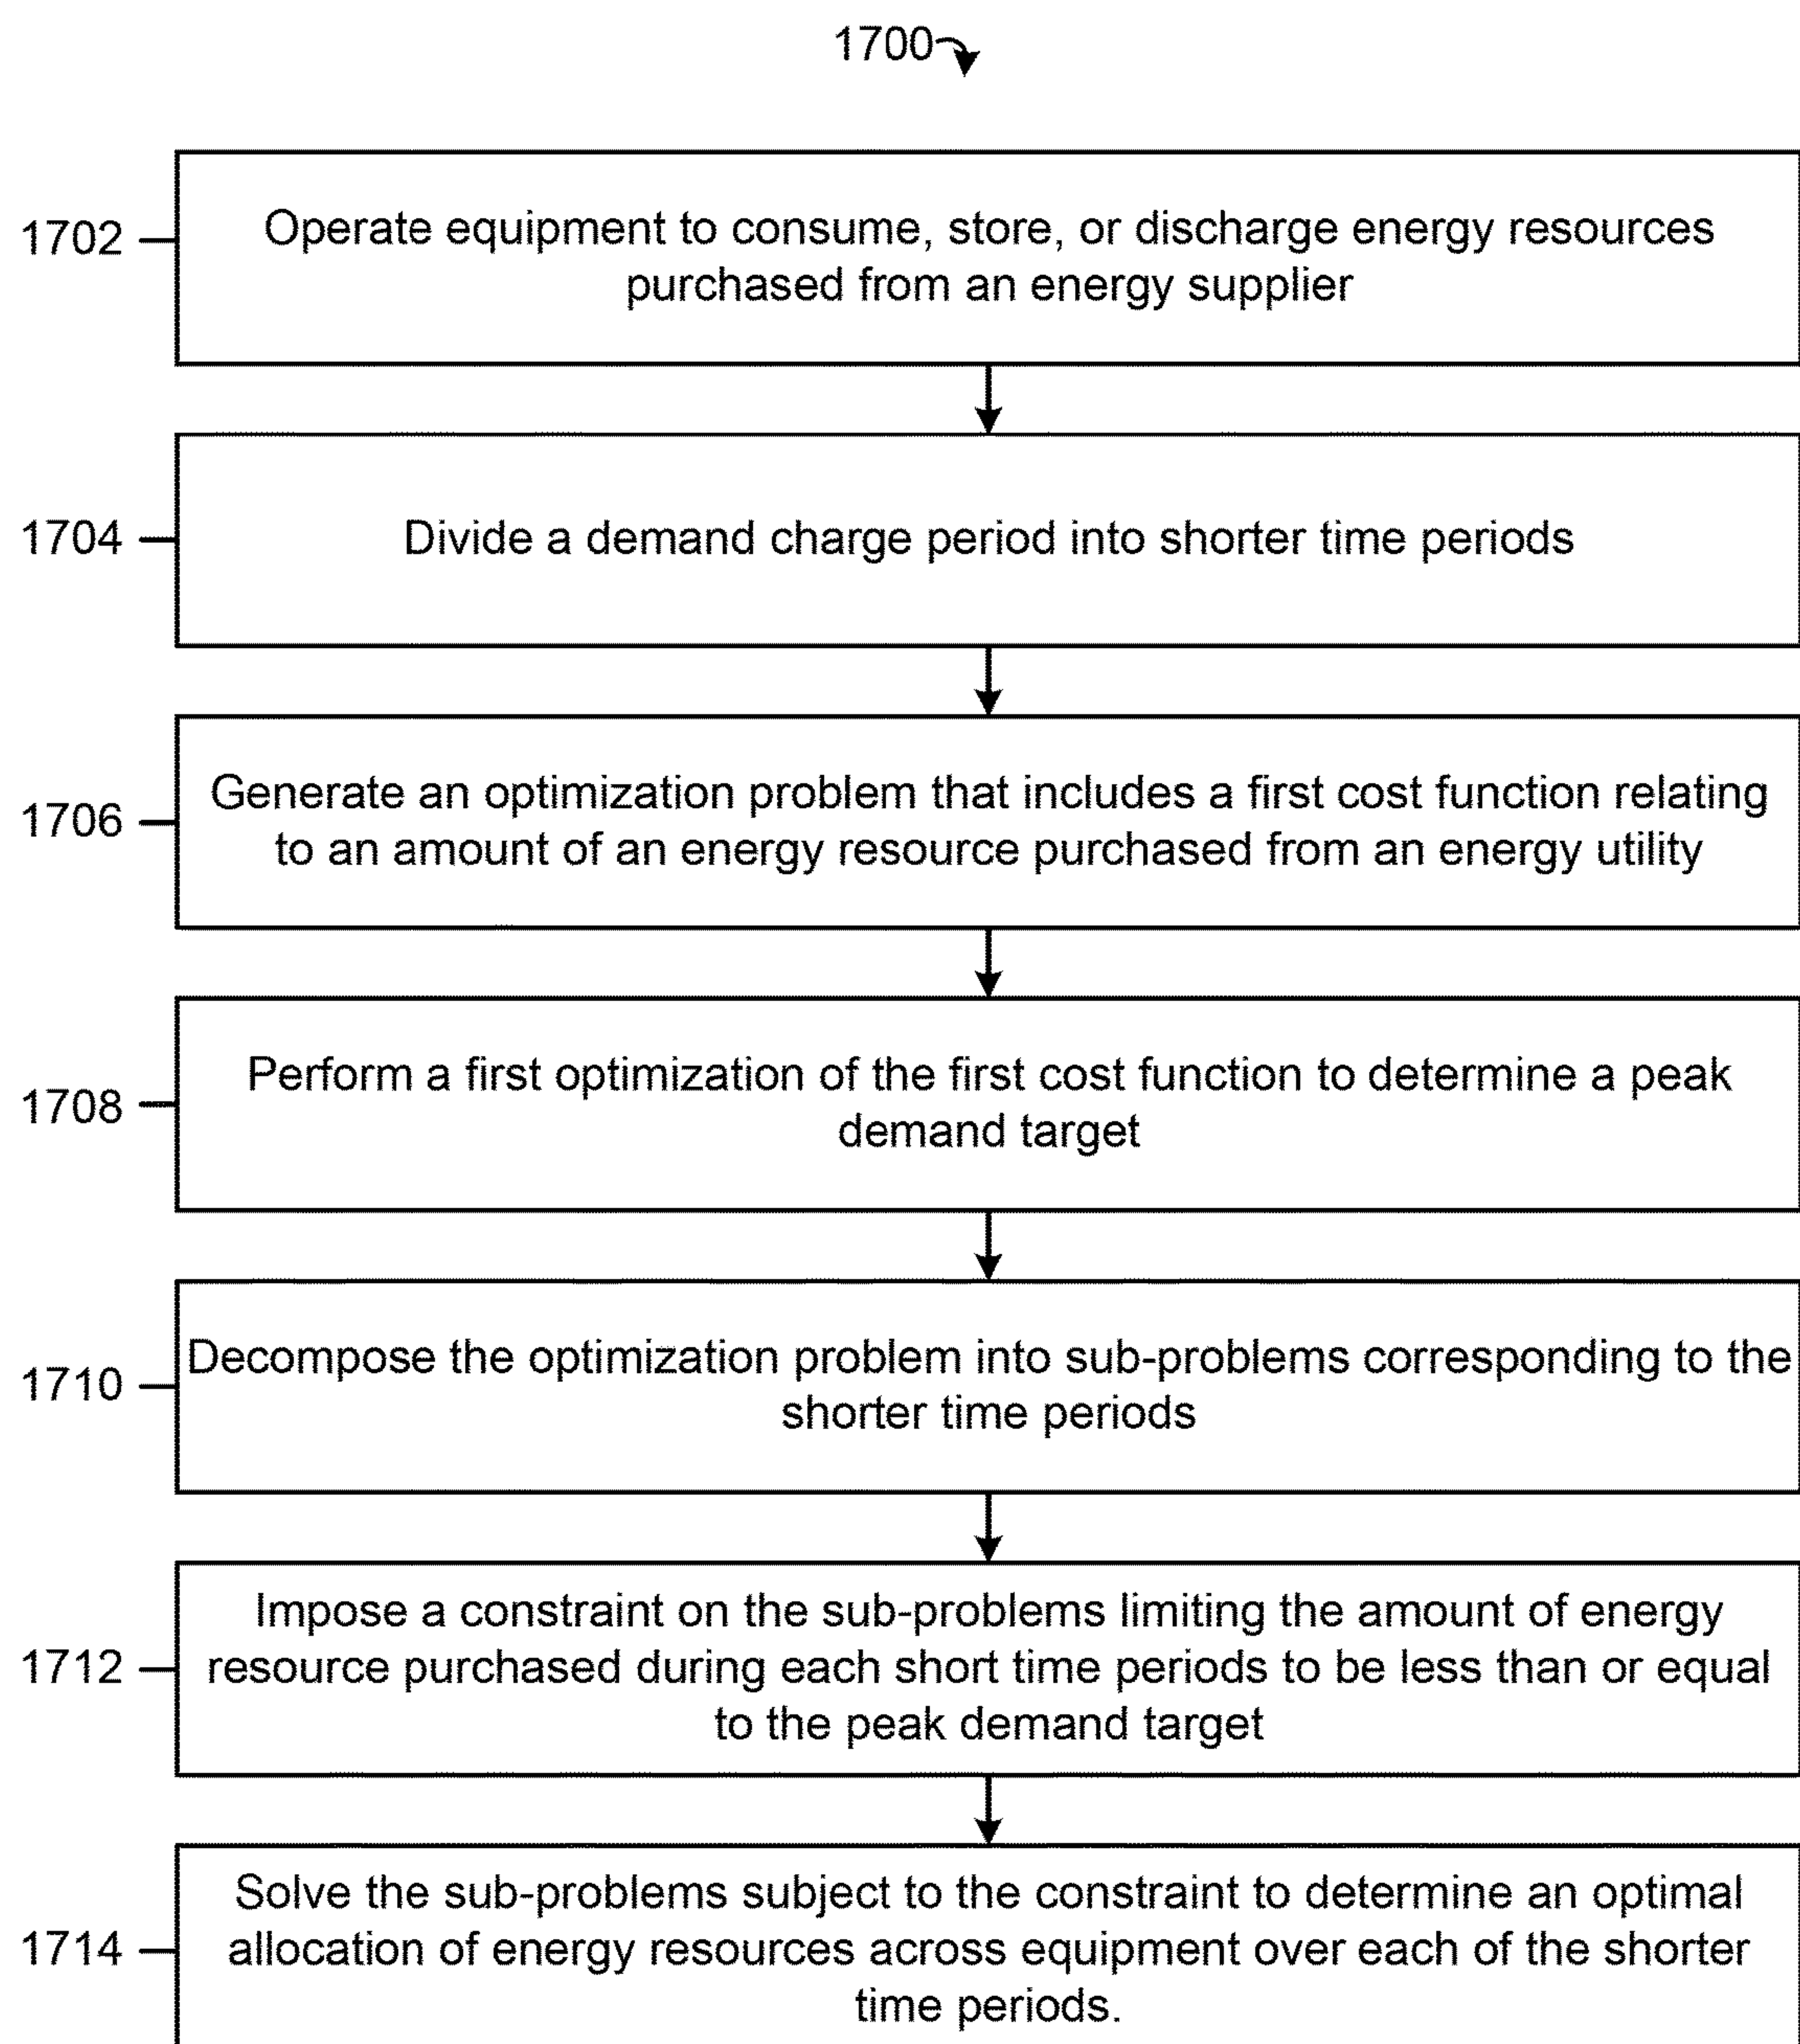 1700
1702
Operate equipment to consume, store, or discharge energy resources
purchased from an energy supplier
1704
Divide a demand charge period into shorter time periods
1706
Generate an optimization problem that includes a first cost function relating
to an amount of an energy resource purchased from an energy utility
1708
Perform a first optimization of the first cost function to determine a peak
demand target
1710
Decompose the optimization problem into sub-problems corresponding to the
shorter time periods
1712
Impose a constraint on the sub-problems limiting the amount of energy
resource purchased during each short time periods to be less than or equal
to the peak demand target
1714
Solve the sub-problems subject to the constraint to determine an optimal
allocation of energy resources across equipment over each of the shorter
time periods.